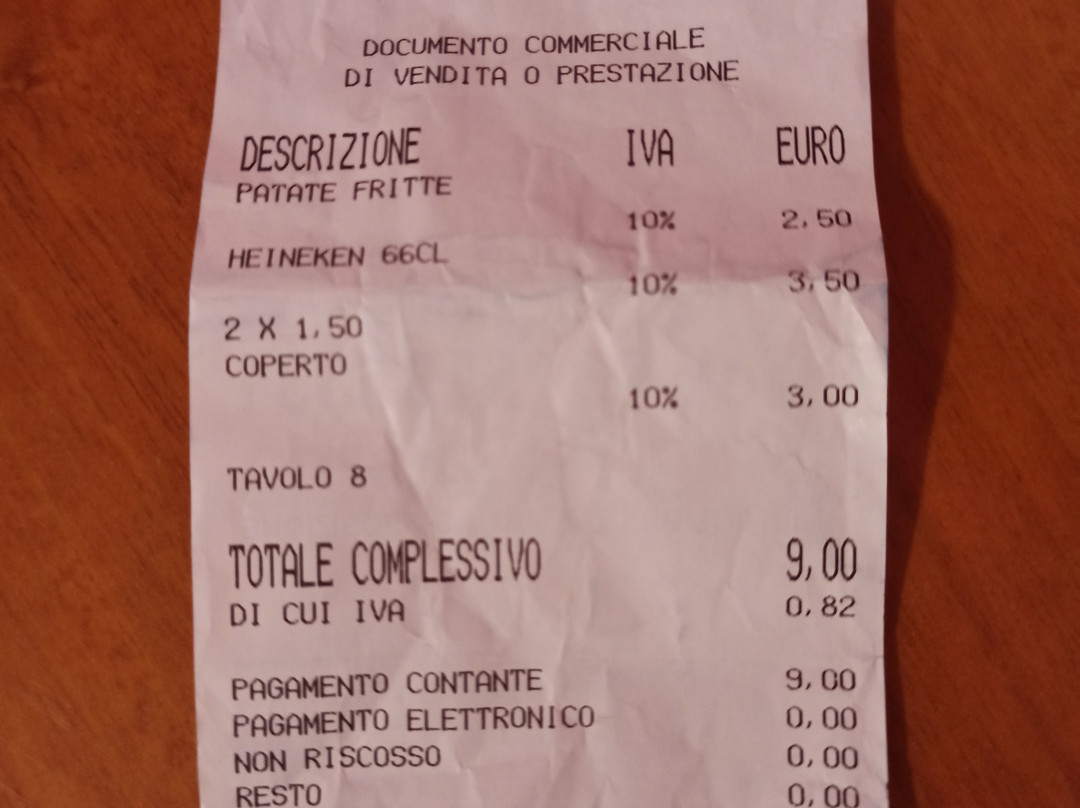 DOCUMENTO COMMERCIALE
DI VENDITA O PRESTAZIONE
DESCRIZIONE IVA EURO
PATATE FRITTE
10% 2,50
HEINEKEN 66CL
10% 3,50
2 X 1,50
COPERTO
10% 3,00
TAVOLO 8
TOTALE COMPLESSIVO 9,00
DI CUI IVA 0,82
PAGAMENTO CONTANTE 9,00
PAGAMENTO ELETTRONICO 0,00
NON RISCOSSO 0,00
RESTO 0,00